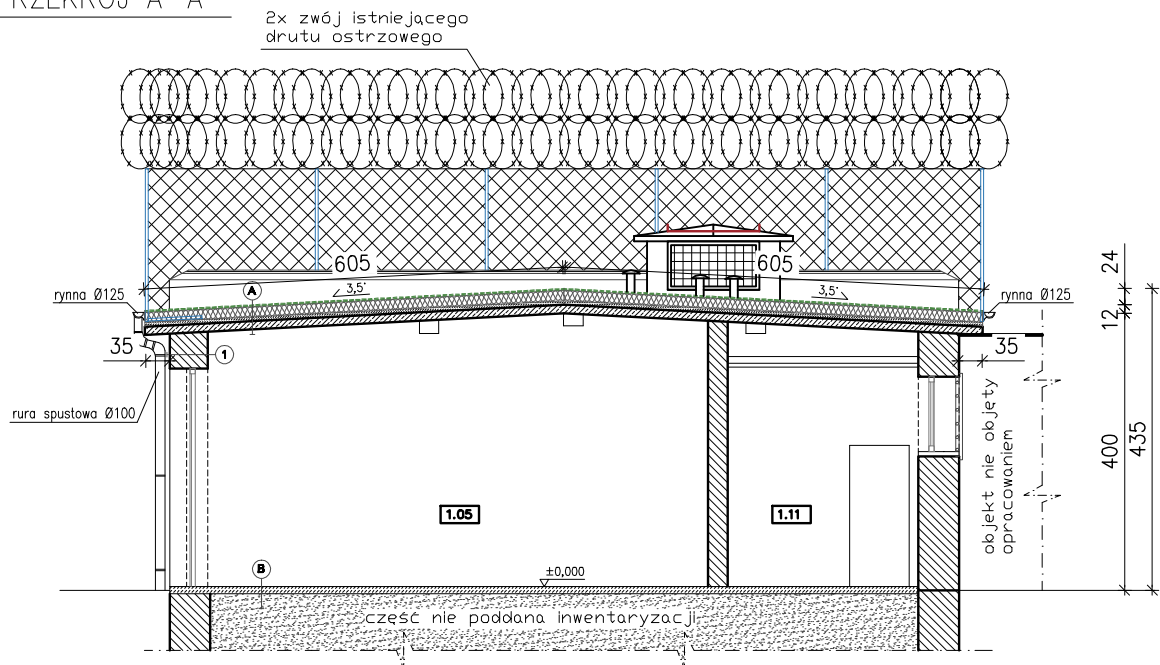 RZEKRÓJ A-A
2x zwój istniejącego
drutu ostrzowego
605
605
24
rynna Ø125
A
3,5°
3,5°
rynna Ø125
12
35
1
35
rura spustowa Ø100
objekt nie objęty
opracowaniem
400
435
1.05
1.11
B
±0,000
część nie poddana inwentaryzacji